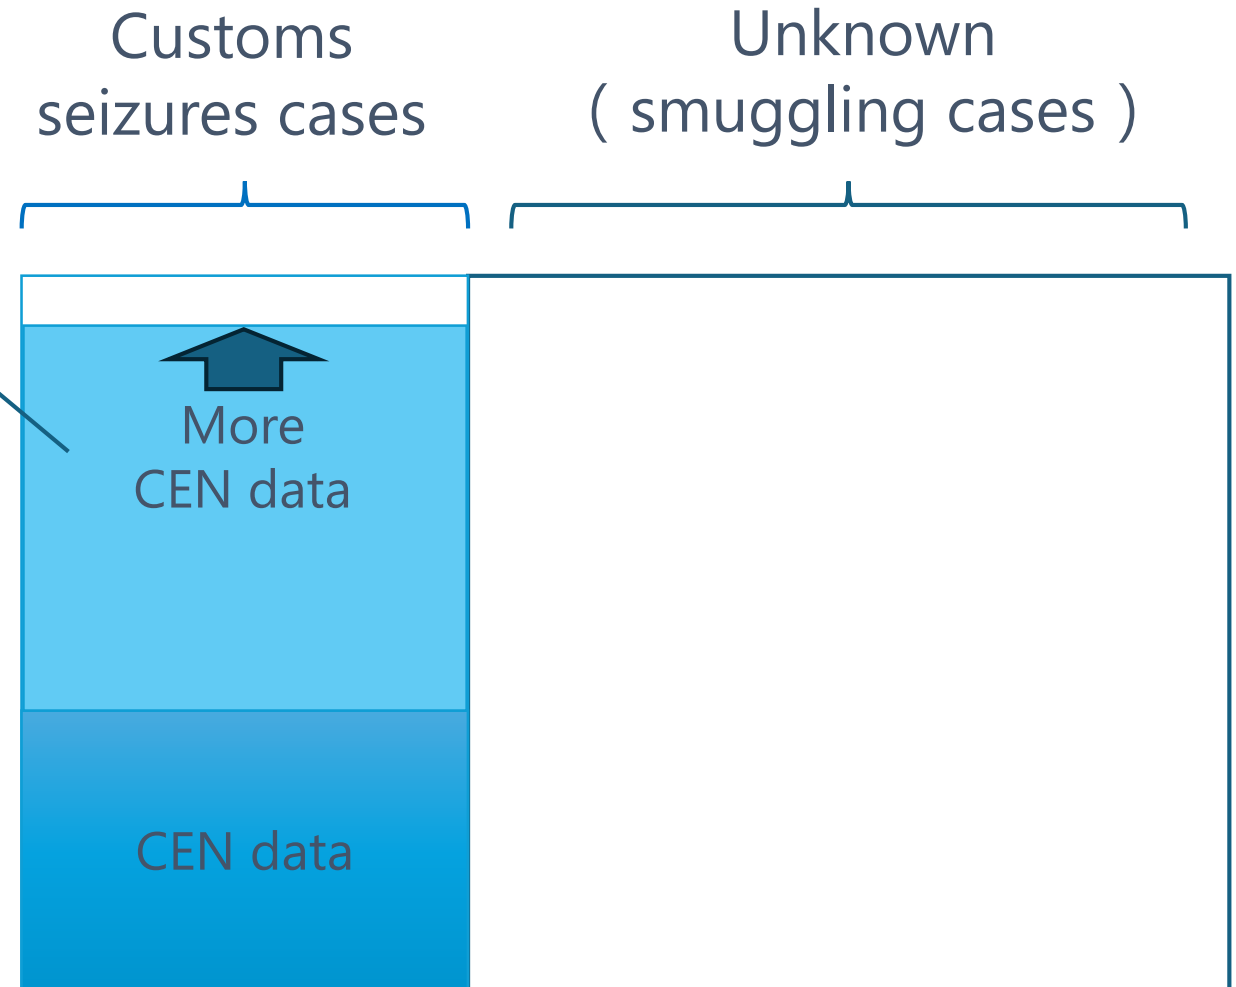 Customs
seizures cases
Unknown
( smuggling cases )
More
CEN data
CEN data